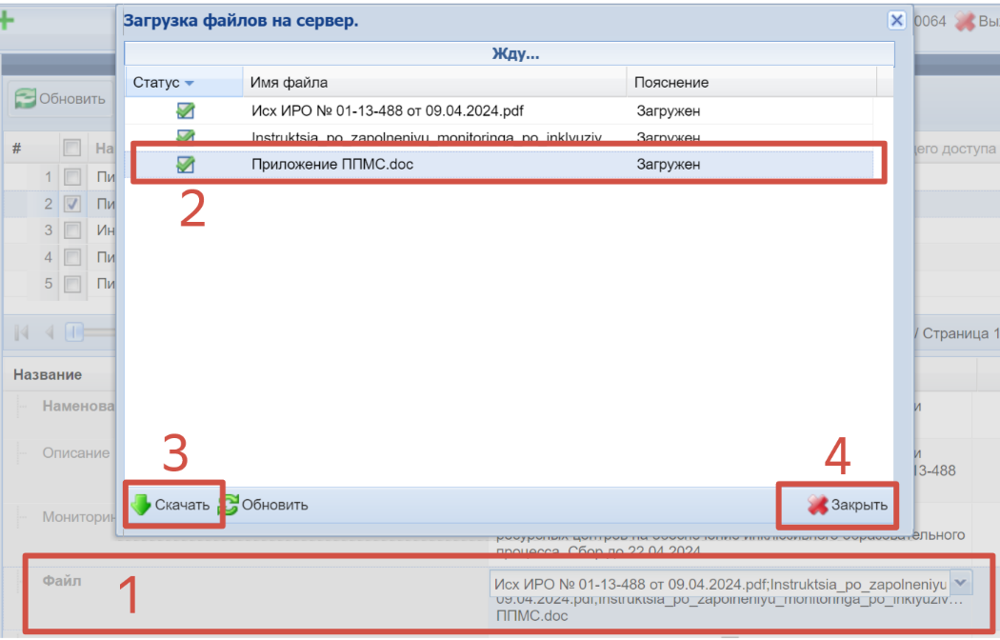 Загрузка файлов на сервер.
0064 Вы
Жду...
Статус Имя файла Пояснение
Обновить
Исх ИРО № 01-13-488 от 09.04.2024.pdf Загружен
Instruktsia_po_zapolneniyu_monitoringa_po_inklyuziv Загружен
# На его доступа
Приложение ППМС.doc Загружен
1 Пи
2 Пи
2
3 Ин
4 Пи
5 Пи
/ Страница 1
Название
Наименова и
3 4
Описание и
13-488
Скачать Обновить Закрыть
Мониторин
ресурсных центров на обеспечение инклюзивного образовательного
процесса. Сбор до 22.04.2024
Файл 1 Исх ИРО № 01-13-488 от 09.04.2024.pdf;Instruktsia_po_zapolneniyu
09.04.2024.pdf;Instruktsia_po_zapolneniyu_monitoringa_po_inklyuziv...
ППМС.doc